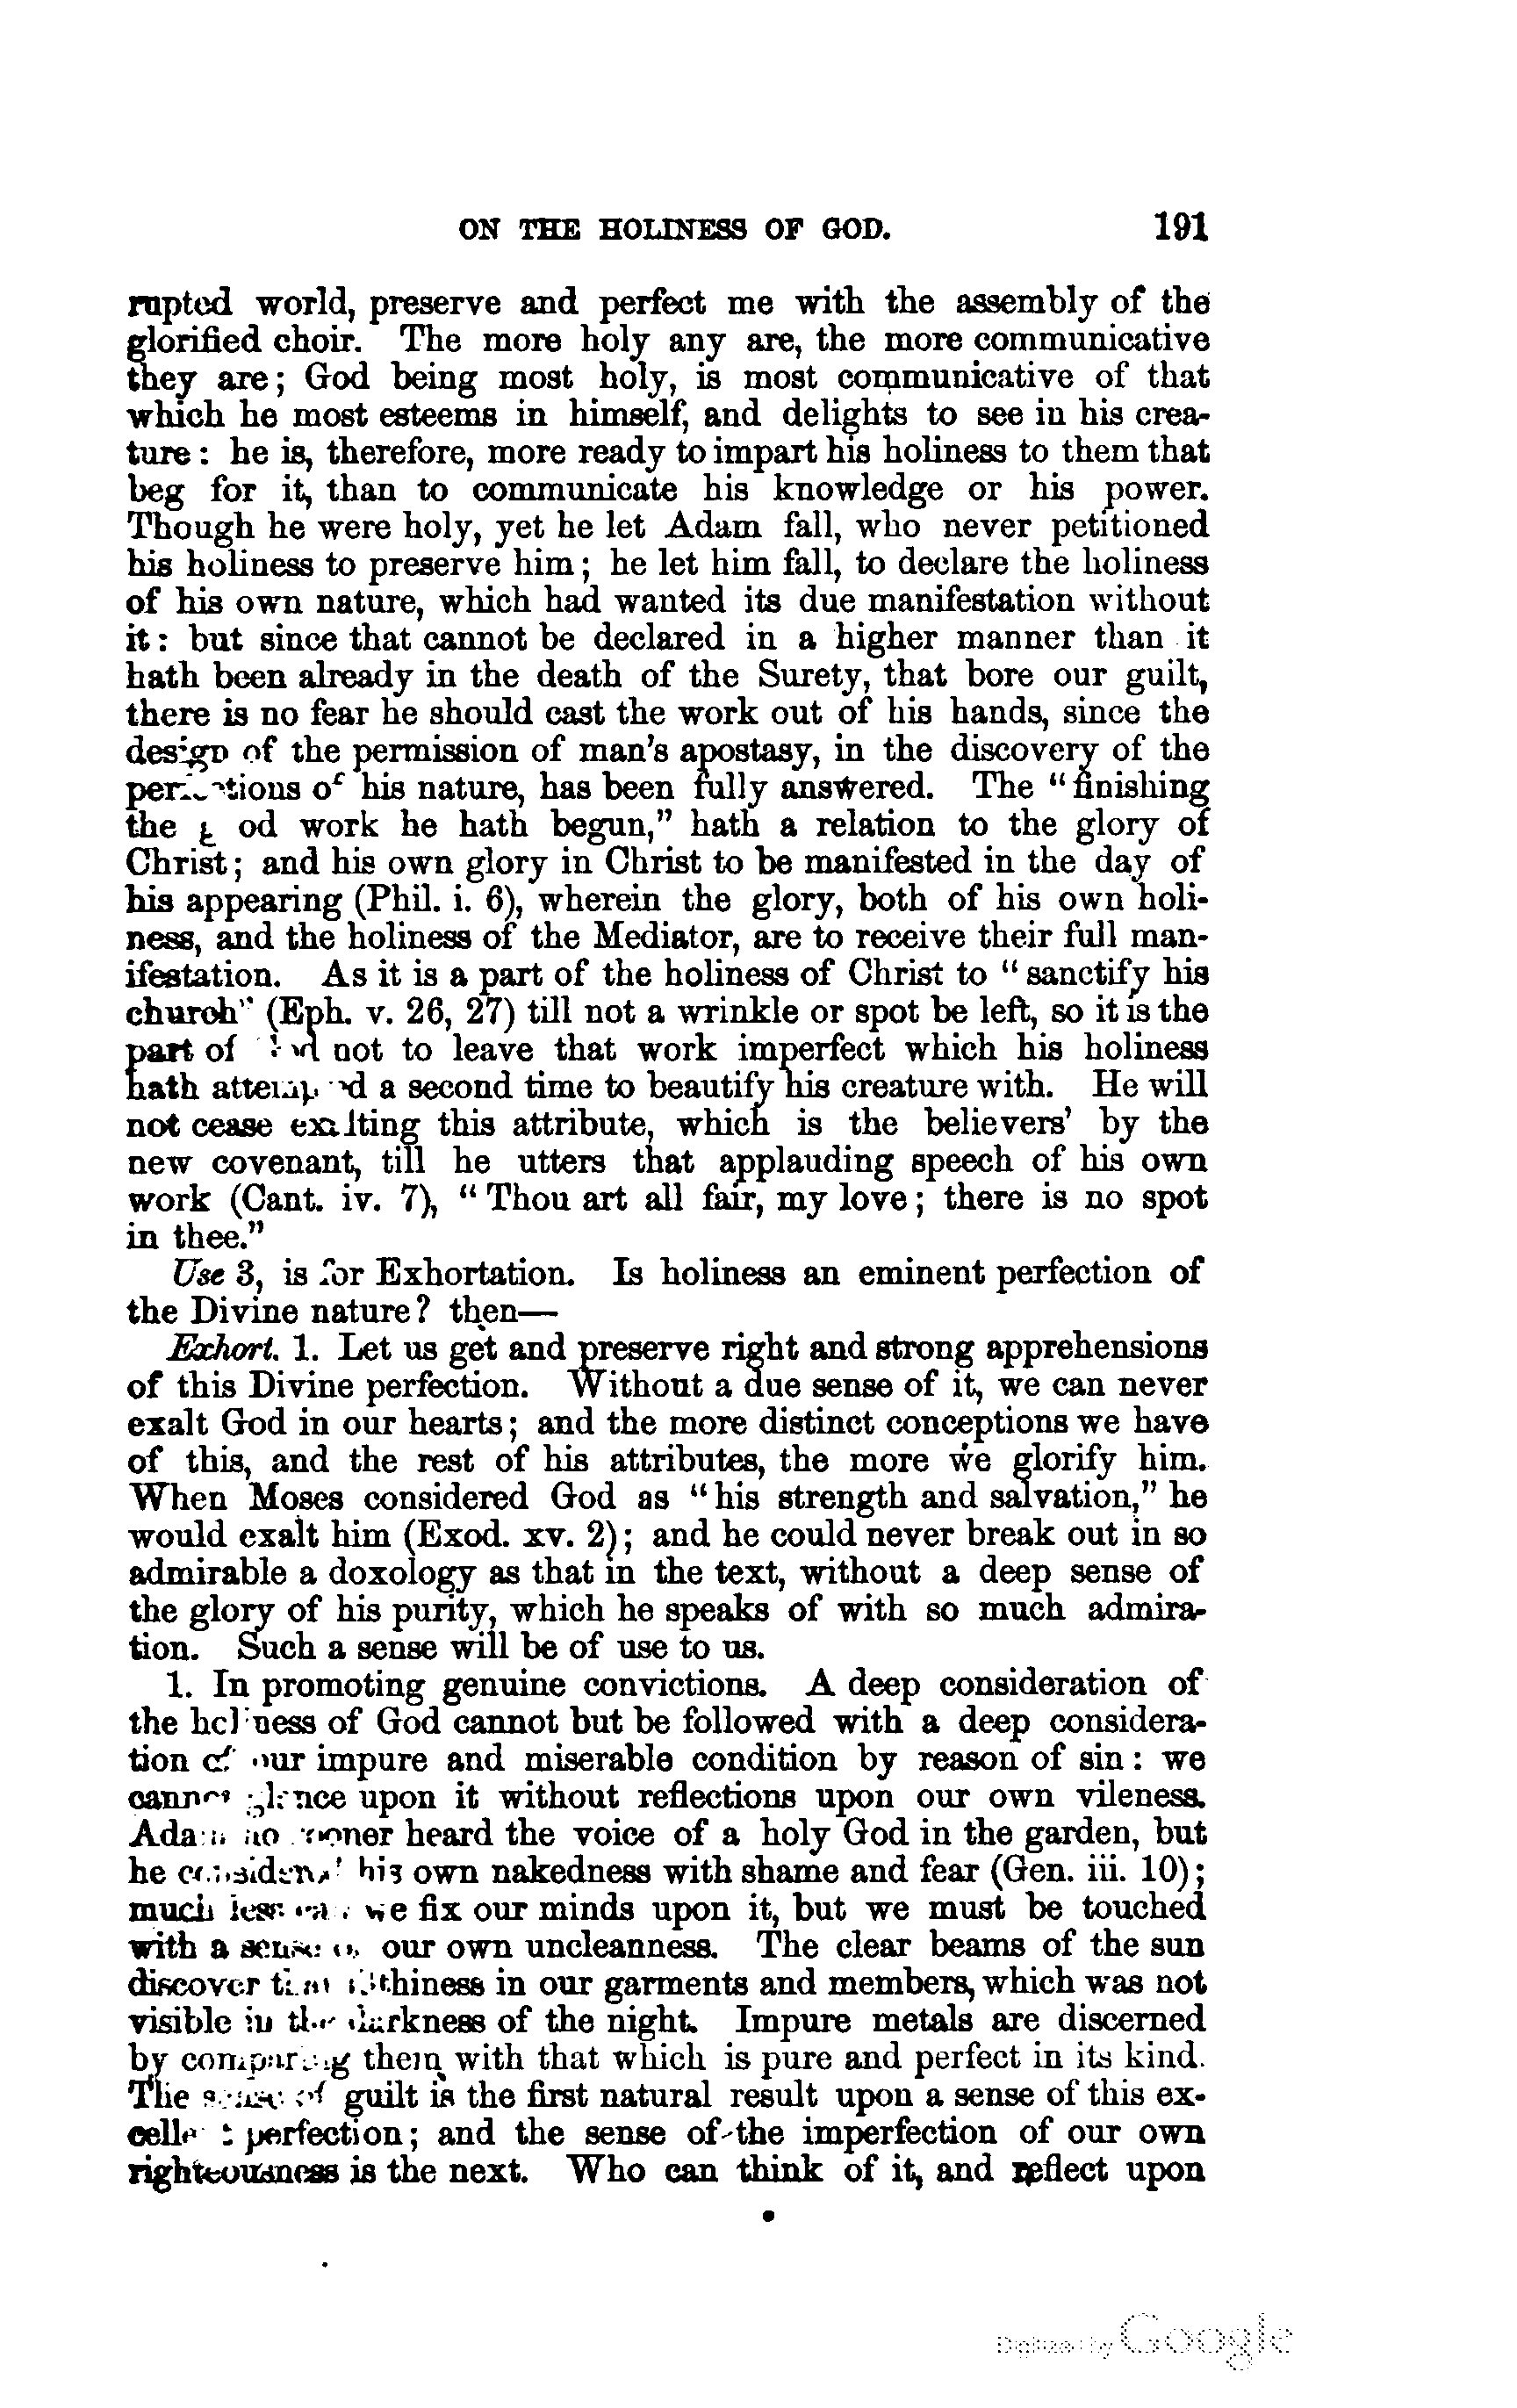 ON THE HOLINESS OF GOD. 191
rupted world, preserve and perfect me with the assembly of the
glorified choir. The more holy any are, the more communicative
they are; God being most holy, is most communicative of that
which he most esteems in himself, and delights to see in his crea-
ture: he is, therefore, more ready to impart his holiness to them that
beg for it, than to communicate his knowledge or his power.
Though he were holy, yet he let Adam fall, who never petitioned
his holiness to preserve him; he let him fall, to declare the holiness
of his own nature, which had wanted its due manifestation without
it: but since that cannot be declared in a higher manner than it
hath been already in the death of the Surety, that bore our guilt,
there is no fear he should cast the work out of his hands, since the
design of the permission of man's apostasy, in the discovery of the
perfections of his nature, has been fully answered. The "finishing
the good work he hath begun," hath a relation to the glory of
Christ; and his own glory in Christ to be manifested in the day of
his appearing (Phil. i. 6), wherein the glory, both of his own holi-
ness, and the holiness of the Mediator, are to receive their full man-
ifestation. As it is a part of the holiness of Christ to "sanctify his
church" (Eph. v. 26, 27) till not a wrinkle or spot be left, so it is the
part of God not to leave that work imperfect which his holiness
hath attempted a second time to beautify his creature with. He will
not cease exalting this attribute, which is the believers' by the
new covenant, till he utters that applauding speech of his own
work (Cant. iv. 7), "Thou art all fair, my love; there is no spot
in thee."
Use 3, is for Exhortation. Is holiness an eminent perfection of
the Divine nature? then—
Exhort. 1. Let us get and preserve right and strong apprehensions
of this Divine perfection. Without a due sense of it, we can never
exalt God in our hearts; and the more distinct conceptions we have
of this, and the rest of his attributes, the more we glorify him.
When Moses considered God as "his strength and salvation," he
would exalt him (Exod. xv. 2); and he could never break out in so
admirable a doxology as that in the text, without a deep sense of
the glory of his purity, which he speaks of with so much admira-
tion. Such a sense will be of use to us.
1. In promoting genuine convictions. A deep consideration of
the holiness of God cannot but be followed with a deep considera-
tion of our impure and miserable condition by reason of sin: we
cannot glance upon it without reflections upon our own vileness.
Adam no sooner heard the voice of a holy God in the garden, but
he considered his own nakedness with shame and fear (Gen. iii. 10);
much less can we fix our minds upon it, but we must be touched
with a sense of our own uncleanness. The clear beams of the sun
discover that filthiness in our garments and members, which was not
visible in the darkness of the night. Impure metals are discerned
by comparing them with that which is pure and perfect in its kind.
The sense of guilt is the first natural result upon a sense of this ex-
cellent perfection; and the sense of the imperfection of our own
righteousness is the next. Who can think of it, and reflect upon
Digitized by Google